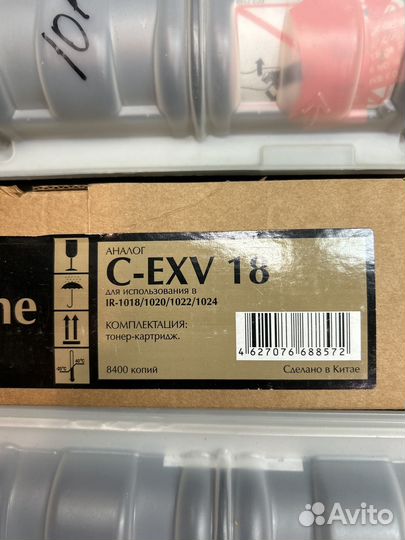 10K
АНАЛОГ
C-EXV 18
для использования в
IR-1018/1020/1022/1024
КОМПЛЕКТАЦИЯ:
тонер-картридж.
4 627076 688572
8400 копий
Сделано в Китае
Avito